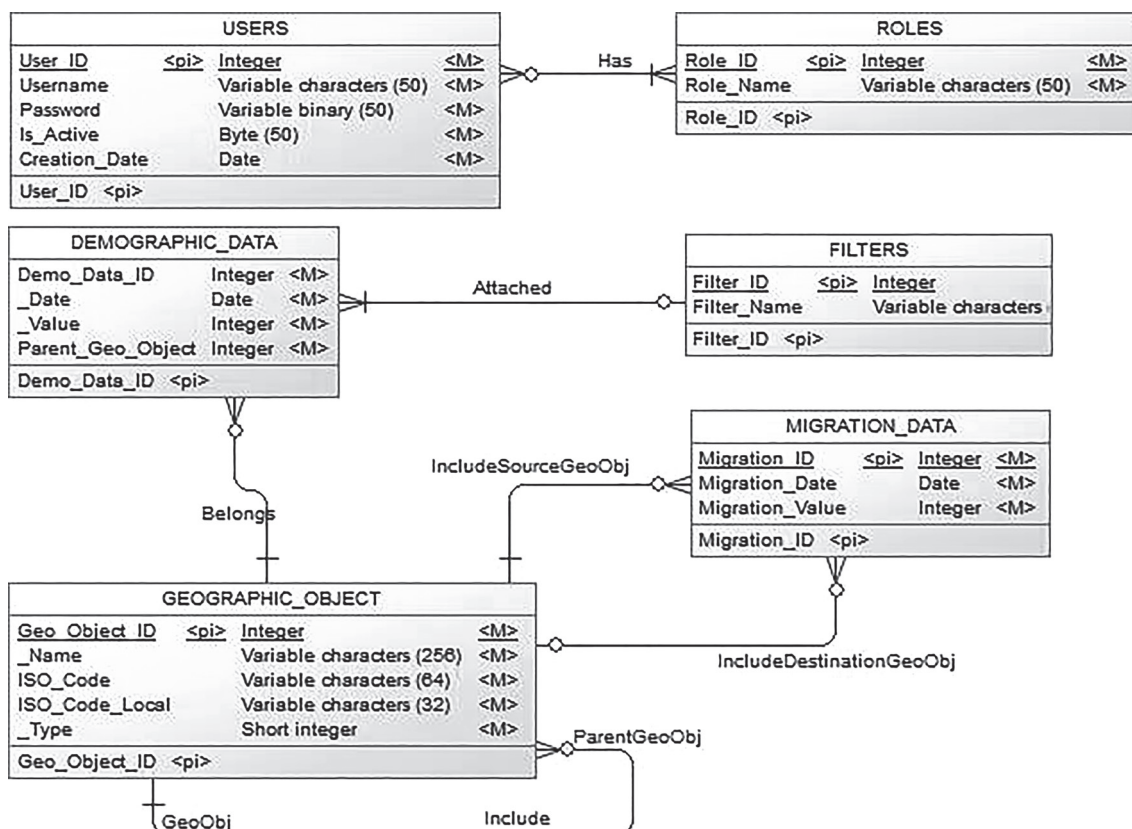 USERS
User_ID <pi> Integer <M>
Username Variable characters (50) <M>
Password Variable binary (50) <M>
Is_Active Byte (50) <M>
Creation_Date Date <M>
User_ID <pi>
Has
ROLES
Role_ID <pi> Integer <M>
Role_Name Variable characters (50) <M>
Role_ID <pi>
DEMOGRAPHIC_DATA
Demo_Data_ID Integer <M>
_Date Date <M>
_Value Integer <M>
Parent_Geo_Object Integer <M>
Demo_Data_ID <pi>
Attached
FILTERS
Filter_ID <pi> Integer
Filter_Name Variable characters
Filter_ID <pi>
MIGRATION_DATA
Migration_ID <pi> Integer <M>
Migration_Date Date <M>
Migration_Value Integer <M>
Migration_ID <pi>
IncludeSourceGeoObj
Belongs
GEOGRAPHIC_OBJECT
Geo_Object_ID <pi> Integer <M>
_Name Variable characters (256) <M>
ISO_Code Variable characters (64) <M>
ISO_Code_Local Variable characters (32) <M>
_Type Short integer <M>
Geo_Object_ID <pi>
IncludeDestinationGeoObj
ParentGeoObj
GeoObj
Include